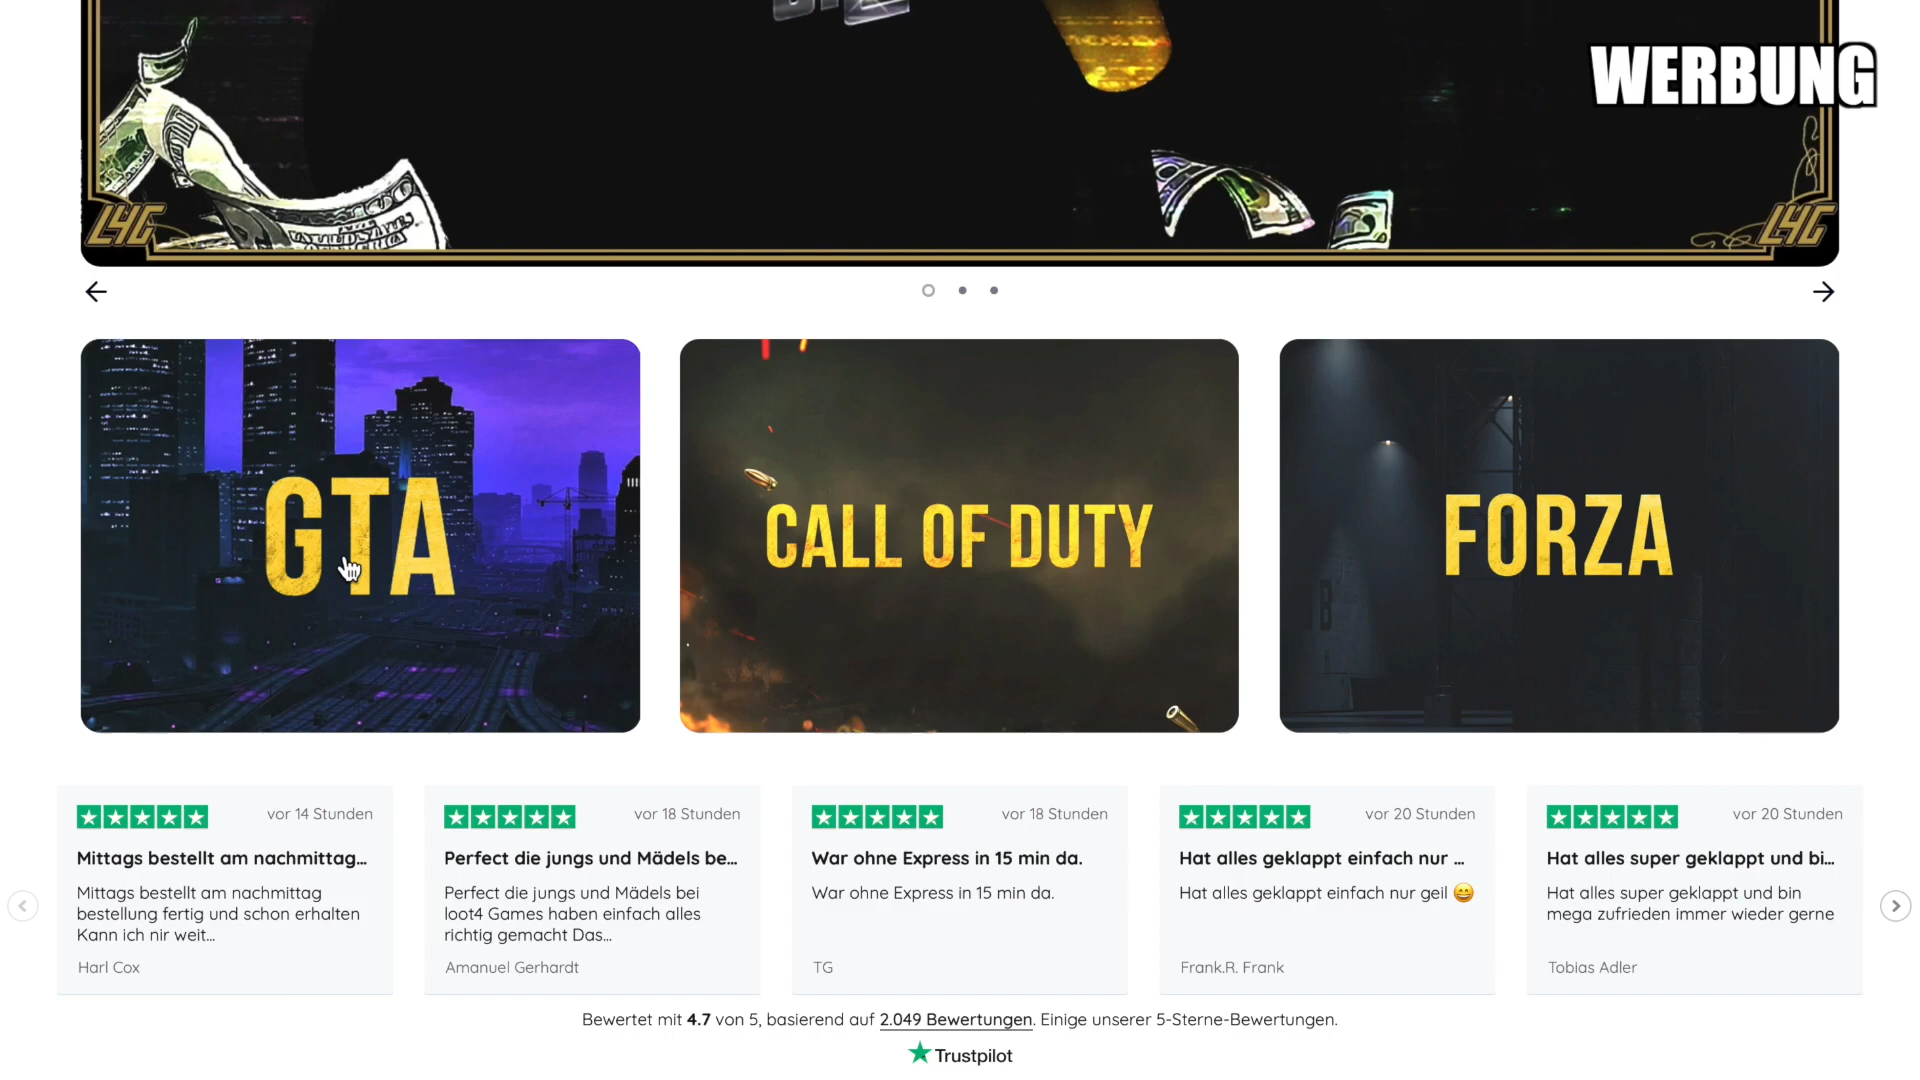 WERBUNG
L4G
L4G
GTA
CALL OF DUTY
FORZA
vor 14 Stunden
Mittags bestellt am nachmittag...
Mittags bestellt am nachmittag
bestellung fertig und schon erhalten
Kann ich nir weit...
Harl Cox
vor 18 Stunden
Perfect die jungs und Mädels be...
Perfect die jungs und Mädels bei
loot4 Games haben einfach alles
richtig gemacht Das...
Amanuel Gerhardt
vor 18 Stunden
War ohne Express in 15 min da.
War ohne Express in 15 min da.
TG
vor 20 Stunden
Hat alles geklappt einfach nur ...
Hat alles geklappt einfach nur geil 😄
Frank.R. Frank
vor 20 Stunden
Hat alles super geklappt und bi...
Hat alles super geklappt und bin
mega zufrieden immer wieder gerne
Tobias Adler
Bewertet mit 4.7 von 5, basierend auf 2.049 Bewertungen. Einige unserer 5-Sterne-Bewertungen.
Trustpilot